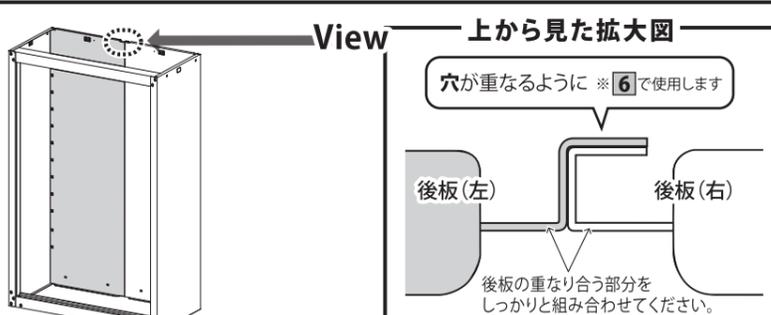 View
上から見た拡大図
穴が重なるように ※6で使用します
後板(左)
後板(右)
後板の重なり合う部分を
しっかりと組み合わせてください。